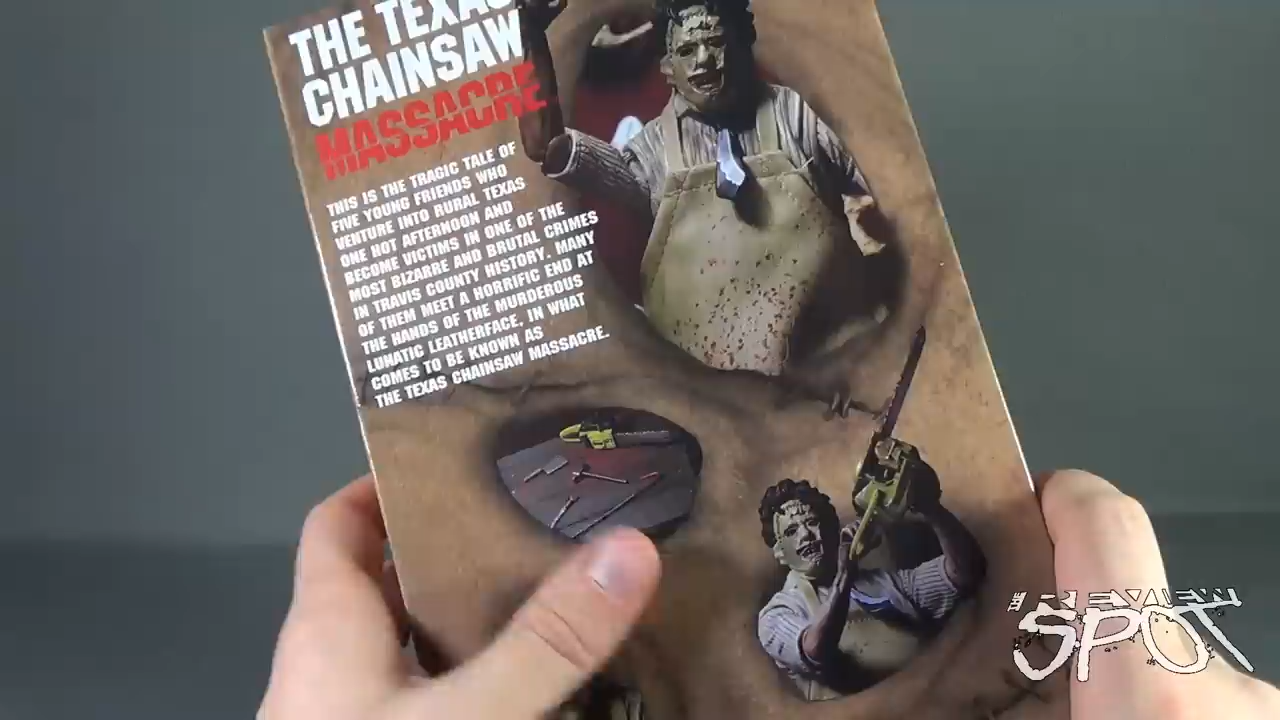 THE TEXAS
CHAINSAW
MASSACRE
THIS IS THE TRAGIC TALE OF
FIVE YOUNG FRIENDS WHO
VENTURE INTO RURAL TEXAS
ONE HOT AFTERNOON AND
BECOME VICTIMS IN ONE OF THE
MOST BIZARRE AND BRUTAL CRIMES
IN TRAVIS COUNTY HISTORY. MANY
OF THEM MEET A HORRIFIC END AT
THE HANDS OF THE MURDEROUS
LUNATIC LEATHERFACE, IN WHAT
COMES TO BE KNOWN AS
THE TEXAS CHAINSAW MASSACRE.
THE REVIEW
SPOT